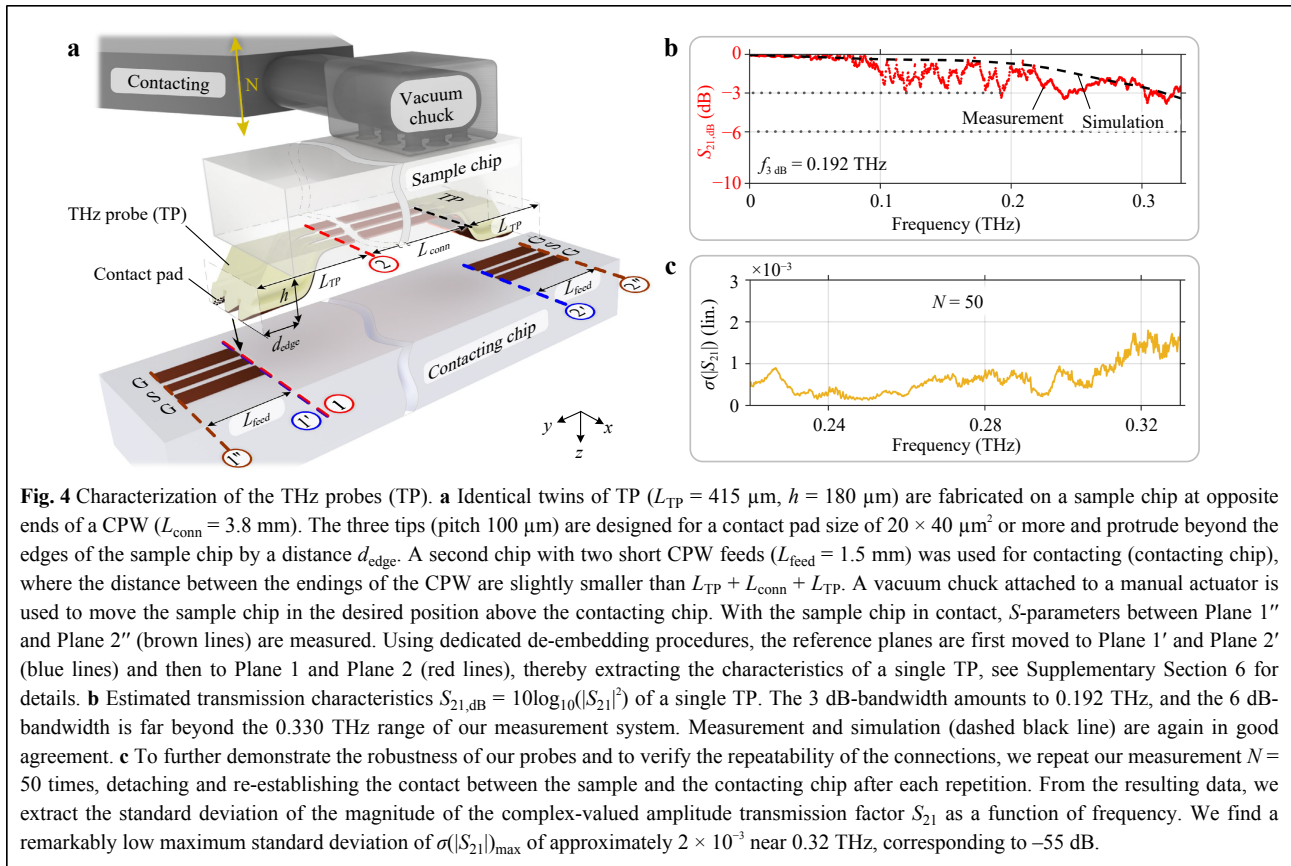 a
Contacting
N
Vacuum
chuck
Sample chip
TP
THz probe (TP)
Contact pad
L_TP
L_conn
L_TP
h
d_edge
2
G S G
2''
L_feed
2'
Contacting chip
G S G
L_feed
1
1'
1''
y
x
z
b
0
−3
−6
−10
S21,dB (dB)
Measurement
Simulation
f3 dB = 0.192 THz
0
0.1
0.2
0.3
Frequency (THz)
c
×10−3
3
2
1
0
σ(|S21|) (lin.)
N = 50
0.24
0.28
0.32
Frequency (THz)
Fig. 4 Characterization of the THz probes (TP). a Identical twins of TP (L_TP = 415 µm, h = 180 µm) are fabricated on a sample chip at opposite
ends of a CPW (L_conn = 3.8 mm). The three tips (pitch 100 µm) are designed for a contact pad size of 20 × 40 µm² or more and protrude beyond the
edges of the sample chip by a distance d_edge. A second chip with two short CPW feeds (L_feed = 1.5 mm) was used for contacting (contacting chip),
where the distance between the endings of the CPW are slightly smaller than L_TP + L_conn + L_TP. A vacuum chuck attached to a manual actuator is
used to move the sample chip in the desired position above the contacting chip. With the sample chip in contact, S-parameters between Plane 1′′
and Plane 2′′ (brown lines) are measured. Using dedicated de-embedding procedures, the reference planes are first moved to Plane 1′ and Plane 2′
(blue lines) and then to Plane 1 and Plane 2 (red lines), thereby extracting the characteristics of a single TP, see Supplementary Section 6 for
details. b Estimated transmission characteristics S21,dB = 10log10(|S21|²) of a single TP. The 3 dB-bandwidth amounts to 0.192 THz, and the 6 dB-
bandwidth is far beyond the 0.330 THz range of our measurement system. Measurement and simulation (dashed black line) are again in good
agreement. c To further demonstrate the robustness of our probes and to verify the repeatability of the connections, we repeat our measurement N =
50 times, detaching and re-establishing the contact between the sample and the contacting chip after each repetition. From the resulting data, we
extract the standard deviation of the magnitude of the complex-valued amplitude transmission factor S21 as a function of frequency. We find a
remarkably low maximum standard deviation of σ(|S21|)max of approximately 2 × 10−3 near 0.32 THz, corresponding to –55 dB.